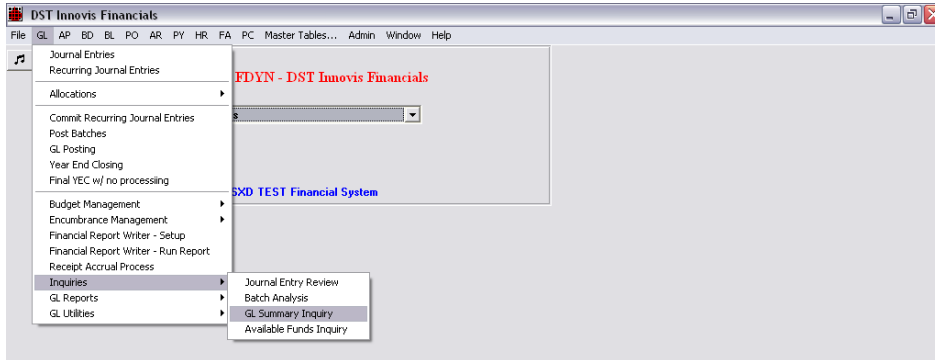 DST Innovis Financials
File GL AP BD BL PO AR PY HR FA PC Master Tables... Admin Window Help
Journal Entries
Recurring Journal Entries
FDYN - DST Innovis Financials
Allocations
s
Commit Recurring Journal Entries
Post Batches
GL Posting
Year End Closing
Final YEC w/ no processiing
SXD TEST Financial System
Budget Management
Encumbrance Management
Financial Report Writer - Setup
Financial Report Writer - Run Report
Receipt Accrual Process
Inquiries
GL Reports
GL Utilities
Journal Entry Review
Batch Analysis
GL Summary Inquiry
Available Funds Inquiry